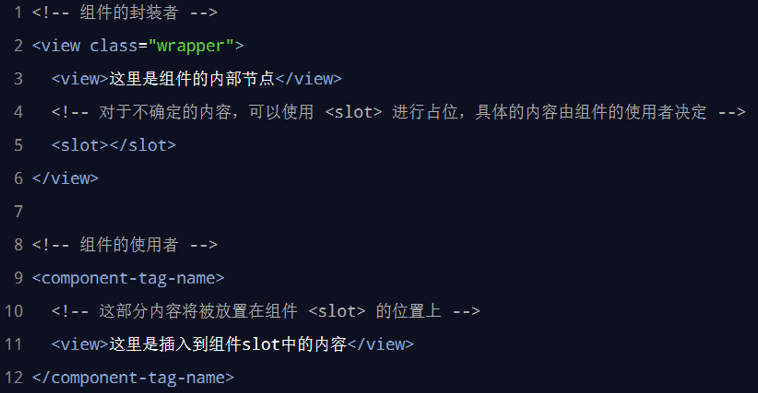 1 <!-- 组件的封装者 -->
2 <view class="wrapper">
3   <view>这里是组件的内部节点</view>
4   <!-- 对于不确定的内容，可以使用 <slot> 进行占位，具体的内容由组件的使用者决定 -->
5   <slot></slot>
6 </view>
7
8 <!-- 组件的使用者 -->
9 <component-tag-name>
10   <!-- 这部分内容将被放置在组件 <slot> 的位置上 -->
11   <view>这里是插入到组件slot中的内容</view>
12 </component-tag-name>